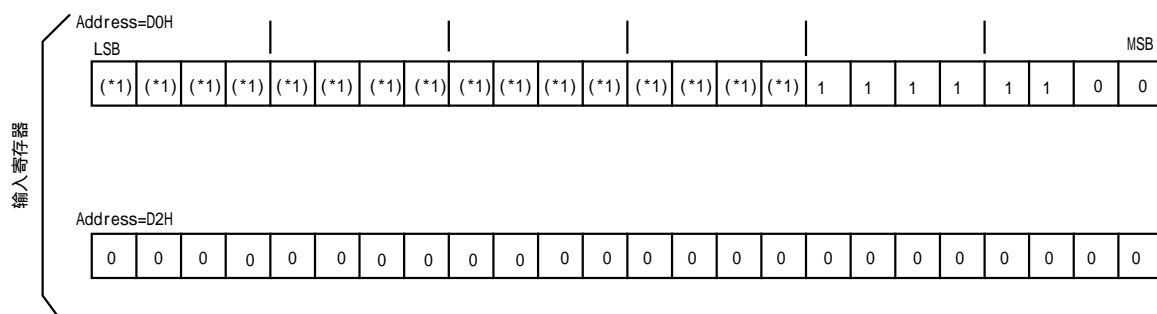 Address=D0H
LSB MSB
(*1) (*1) (*1) (*1) (*1) (*1) (*1) (*1) (*1) (*1) (*1) (*1) (*1) (*1) (*1) (*1) 1 1 1 1 1 1 0 0
输入寄存器
Address=D2H
0 0 0 0 0 0 0 0 0 0 0 0 0 0 0 0 0 0 0 0 0 0 0 0